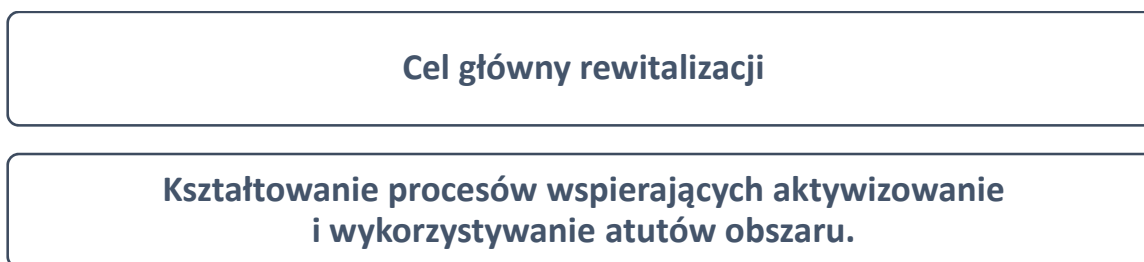 Cel główny rewitalizacji
Kształtowanie procesów wspierających aktywizowanie
i wykorzystywanie atutów obszaru.